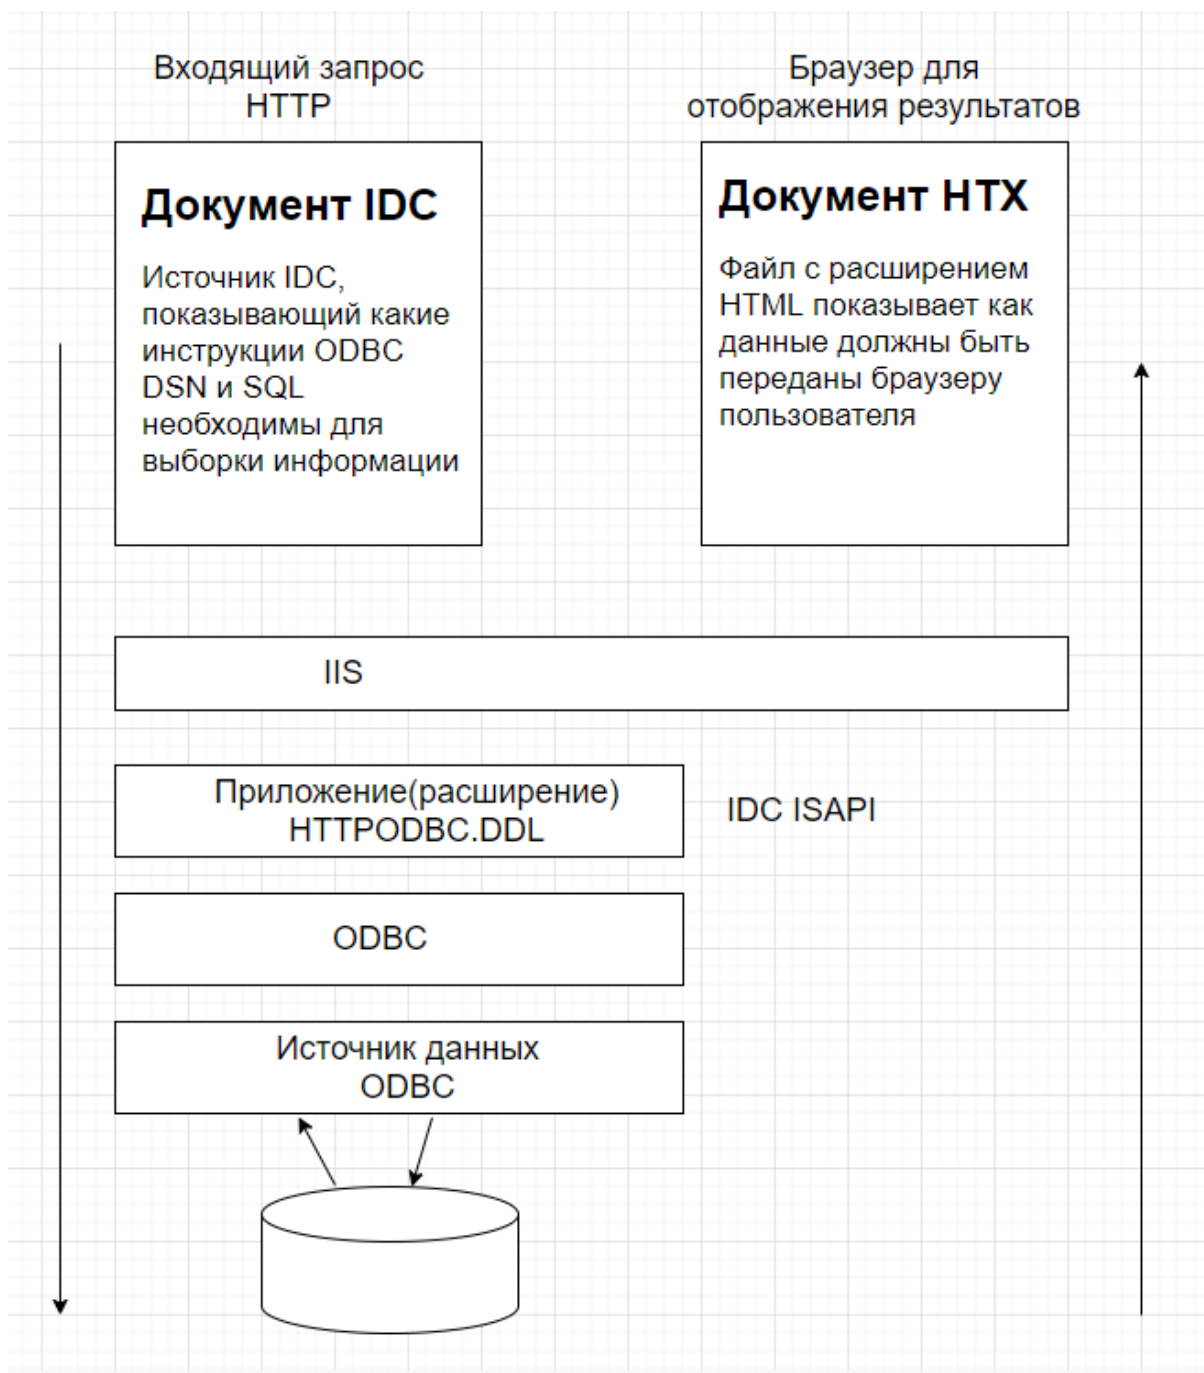 Входящий запрос
HTTP
Браузер для
отображения результатов
Документ IDC
Источник IDC,
показывающий какие
инструкции ODBC
DSN и SQL
необходимы для
выборки информации
Документ HTX
Файл с расширением
HTML показывает как
данные должны быть
переданы браузеру
пользователя
IIS
Приложение(расширение)
HTTPODBC.DDL
IDC ISAPI
ODBC
Источник данных
ODBC